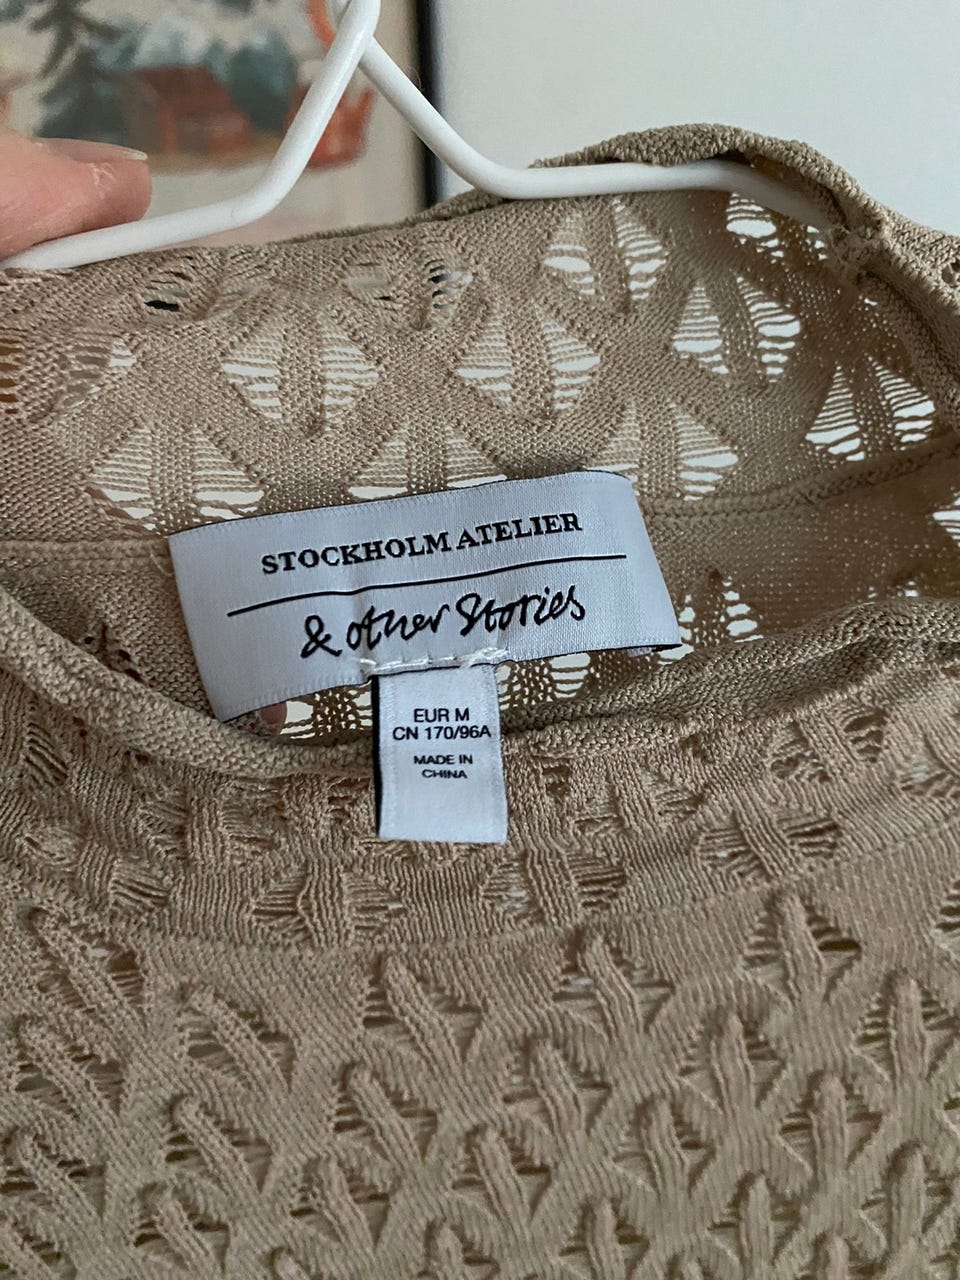 STOCKHOLM ATELIER
& other Stories
EUR M
CN 170/96A
MADE IN
CHINA